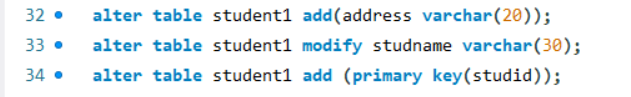 32 alter table student1 add(address varchar(20));
33 alter table student1 modify studname varchar(30);
34 alter table student1 add (primary key(studid));